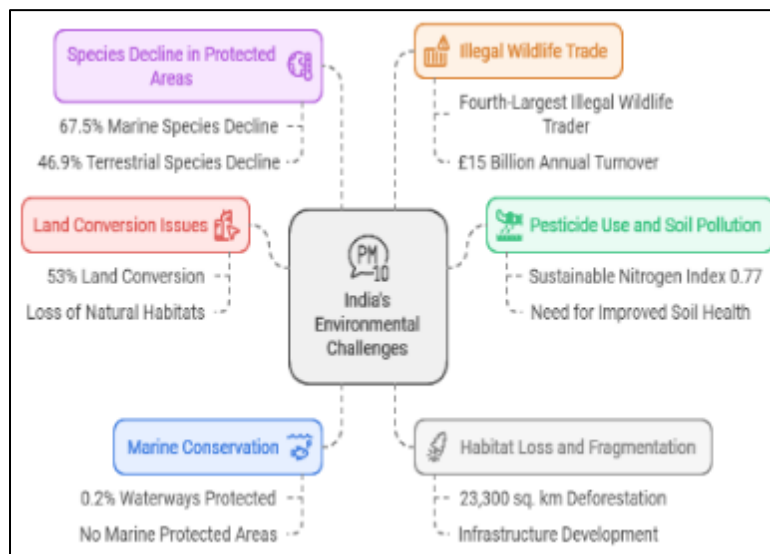 Species Decline in Protected
Areas
67.5% Marine Species Decline
46.9% Terrestrial Species Decline
Land Conversion Issues
53% Land Conversion
Loss of Natural Habitats
Marine Conservation
0.2% Waterways Protected
No Marine Protected Areas
PM
10
India's
Environmental
Challenges
Illegal Wildlife Trade
Fourth-Largest Illegal Wildlife
Trader
£15 Billion Annual Turnover
Pesticide Use and Soil Pollution
Sustainable Nitrogen Index 0.77
Need for Improved Soil Health
Habitat Loss and Fragmentation
23,300 sq. km Deforestation
Infrastructure Development